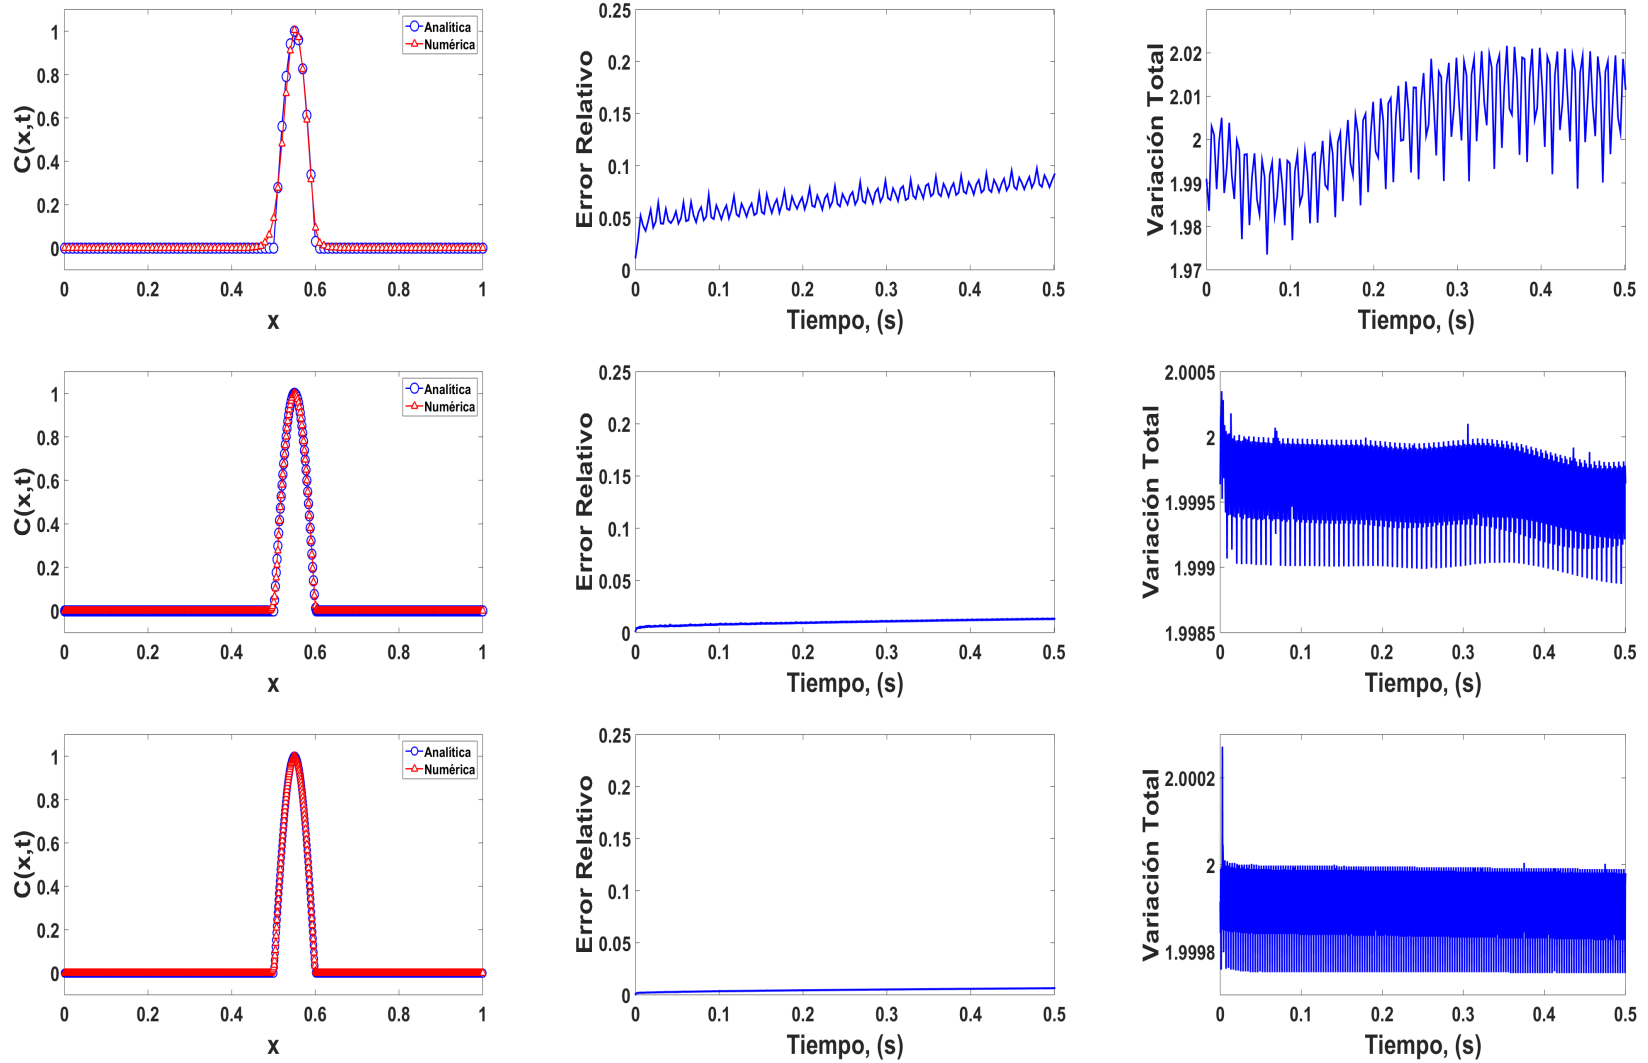 C(x,t)
1
0.8
0.6
0.4
0.2
0
0 0.2 0.4 0.6 0.8 1
x
Analítica
Numérica
Error Relativo
0.25
0.2
0.15
0.1
0.05
0
0 0.1 0.2 0.3 0.4 0.5
Tiempo, (s)
Variación Total
2.02
2.01
2
1.99
1.98
1.97
0 0.1 0.2 0.3 0.4 0.5
Tiempo, (s)
C(x,t)
1
0.8
0.6
0.4
0.2
0
0 0.2 0.4 0.6 0.8 1
x
Analítica
Numérica
Error Relativo
0.25
0.2
0.15
0.1
0.05
0
0 0.1 0.2 0.3 0.4 0.5
Tiempo, (s)
Variación Total
2.0005
2
1.9995
1.999
1.9985
0 0.1 0.2 0.3 0.4 0.5
Tiempo, (s)
C(x,t)
1
0.8
0.6
0.4
0.2
0
0 0.2 0.4 0.6 0.8 1
x
Analítica
Numérica
Error Relativo
0.25
0.2
0.15
0.1
0.05
0
0 0.1 0.2 0.3 0.4 0.5
Tiempo, (s)
Variación Total
2.0002
2
1.9998
0 0.1 0.2 0.3 0.4 0.5
Tiempo, (s)